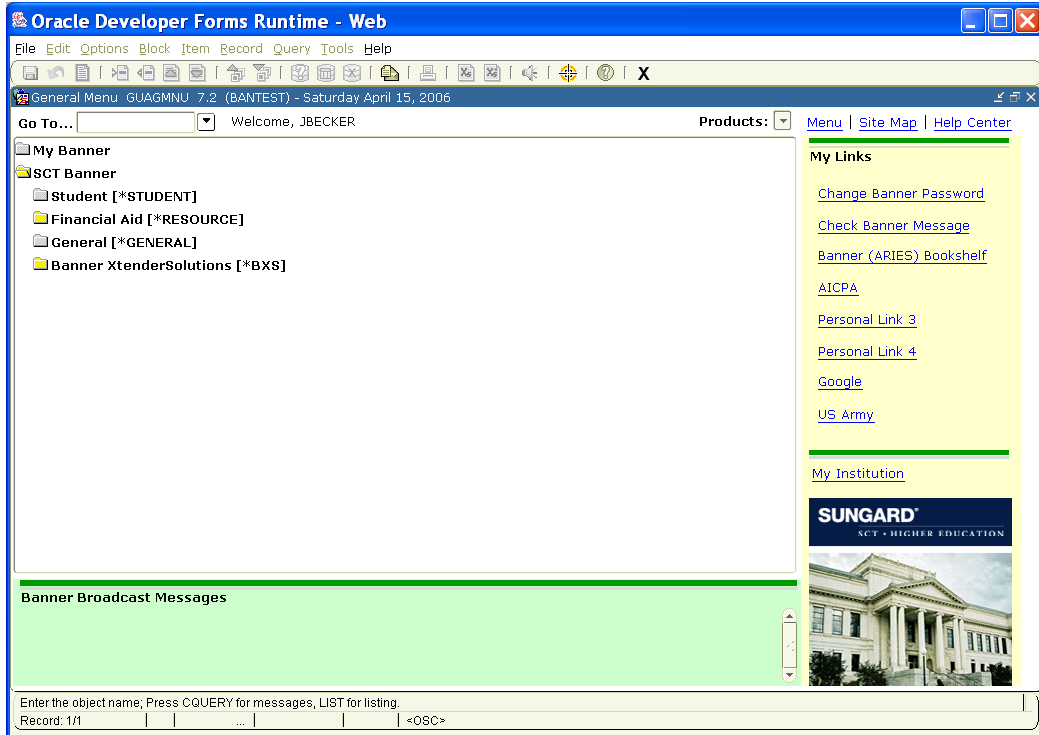 Oracle Developer Forms Runtime - Web
File Edit Options Block Item Record Query Tools Help
X
General Menu GUAGMNU 7.2 (BANTEST) - Saturday April 15, 2006
Go To... Welcome, JBECKER Products: Menu | Site Map | Help Center
My Banner
SCT Banner
Student [*STUDENT]
Financial Aid [*RESOURCE]
General [*GENERAL]
Banner XtenderSolutions [*BXS]
My Links
Change Banner Password
Check Banner Message
Banner (ARIES) Bookshelf
AICPA
Personal Link 3
Personal Link 4
Google
US Army
My Institution
SUNGARD®
SCT • HIGHER EDUCATION
Banner Broadcast Messages
Enter the object name; Press CQUERY for messages, LIST for listing.
Record: 1/1 ... <OSC>